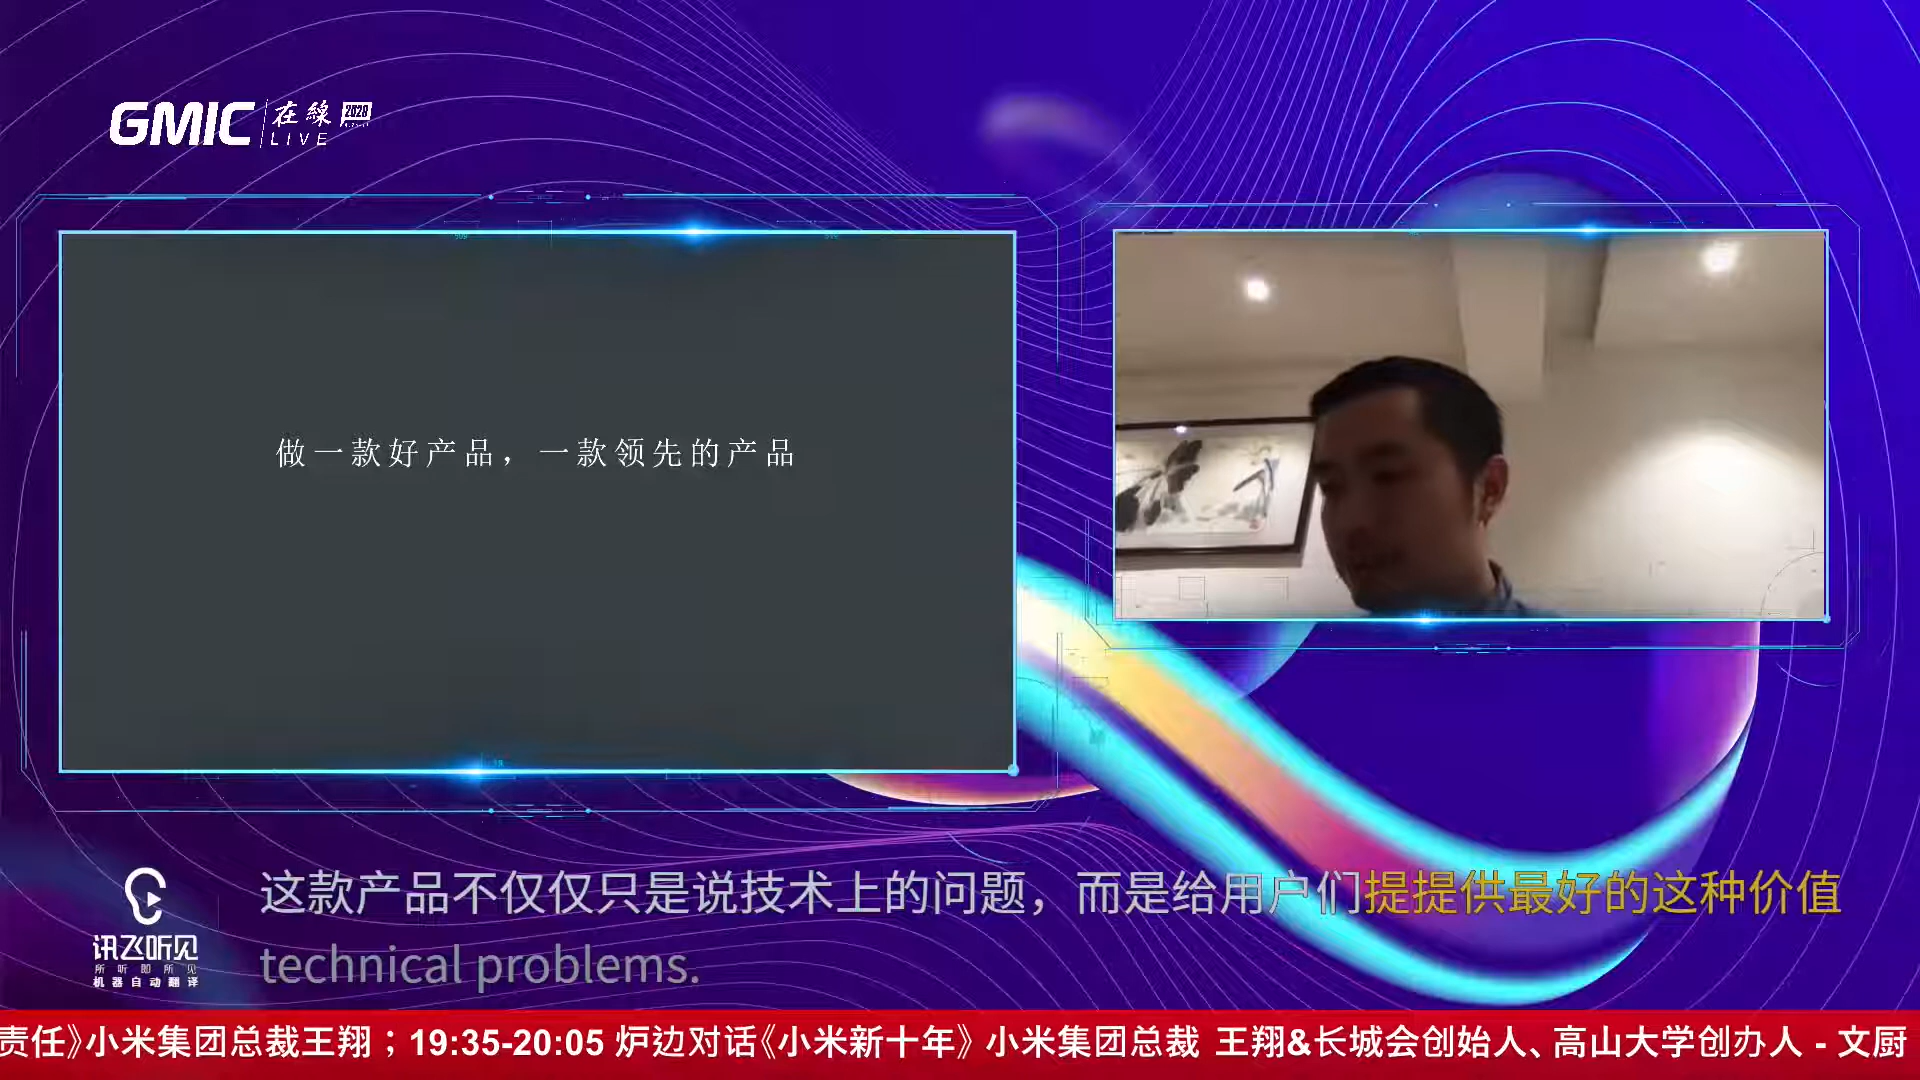 GMIC 在線 2020
LIVE
做一款好产品，一款领先的产品
这款产品不仅仅只是说技术上的问题，而是给用户们提提供最好的这种价值
technical problems.
讯飞听见
所听即所见
机器自动翻译
责任》小米集团总裁王翔；19:35-20:05 炉边对话《小米新十年》小米集团总裁 王翔&长城会创始人、高山大学创办人 - 文厨